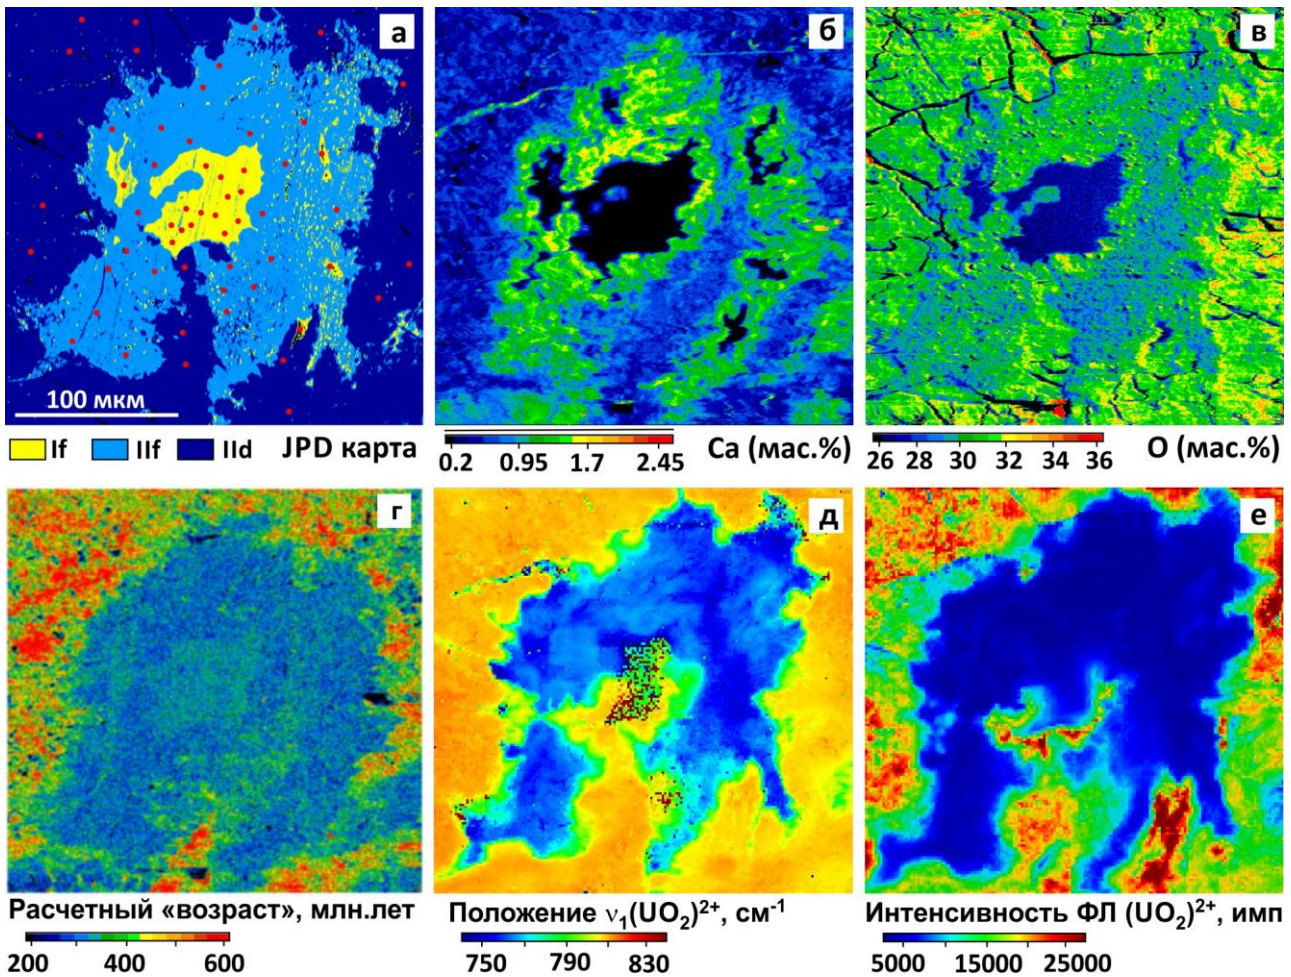 а
б
в
100 мкм
If IIf IId JPD карта
0.2 0.95 1.7 2.45 Ca (мас.%)
26 28 30 32 34 36 O (мас.%)
г
д
е
Расчетный «возраст», млн.лет
200 400 600
Положение ν₁(UO₂)²⁺, см⁻¹
750 790 830
Интенсивность ФЛ (UO₂)²⁺, имп
5000 15000 25000